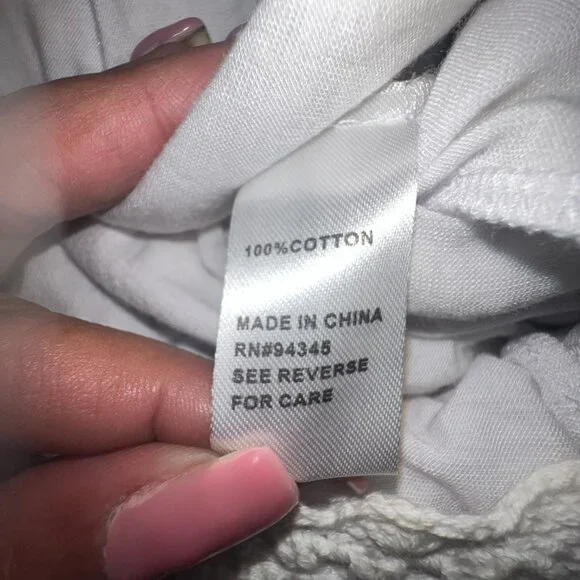 100%COTTON
MADE IN CHINA
RN#94345
SEE REVERSE
FOR CARE